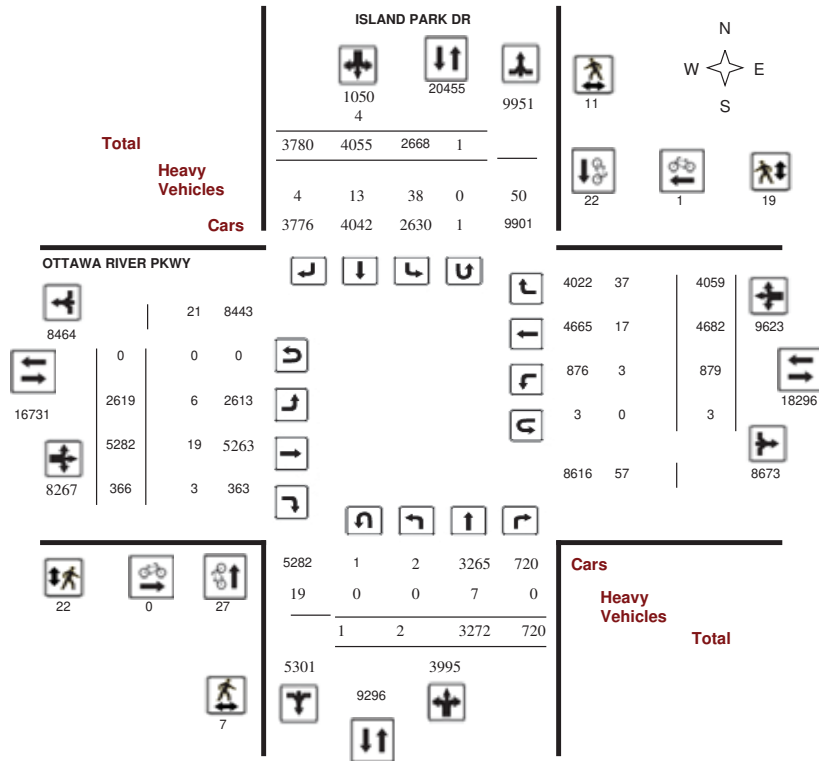 ISLAND PARK DR
N
W E
S
1050
4
20455
9951
11
Total
3780 4055 2668 1
Heavy
Vehicles
4 13 38 0 50
Cars
3776 4042 2630 1 9901
22 1 19
OTTAWA RIVER PKWY
8464
21 8443
0 0 0
16731
2619 6 2613
5282 19 5263
8267
366 3 363
4022 37 4059
9623
4665 17 4682
876 3 879
18296
3 0 3
8616 57
8673
22 0 27
7
5282 1 2 3265 720
19 0 0 7 0
1 2 3272 720
5301 3995
9296
Cars
Heavy
Vehicles
Total